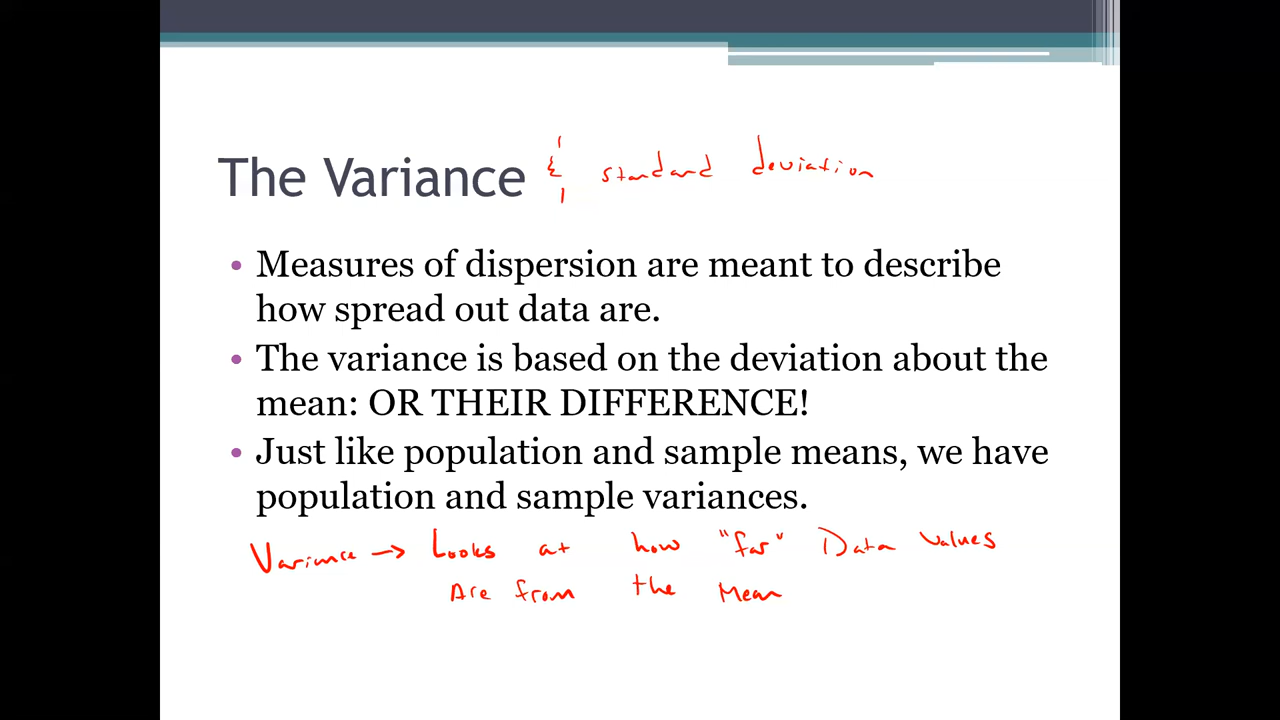 The Variance & standard deviation
• Measures of dispersion are meant to describe
how spread out data are.
• The variance is based on the deviation about the
mean: OR THEIR DIFFERENCE!
• Just like population and sample means, we have
population and sample variances.
Variance → Looks at how "far" Data values
Are from the Mean